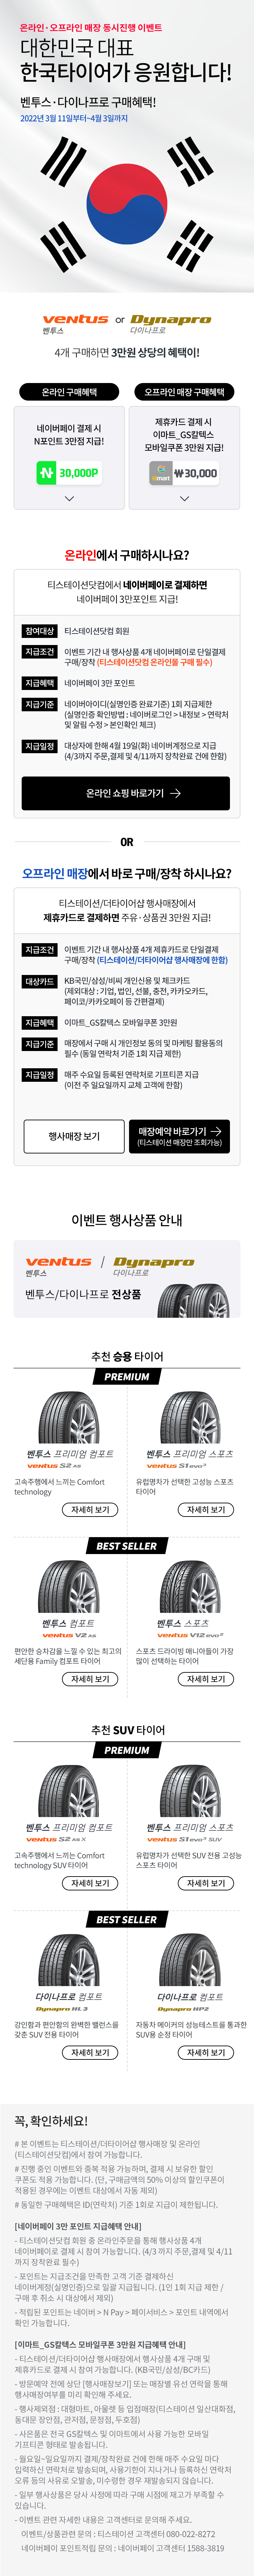 온라인·오프라인 매장 동시진행 이벤트
대한민국 대표
한국타이어가 응원합니다!
벤투스·다이나프로 구매혜택!
2022년 3월 11일부터~4월 3일까지
ventus or Dynapro
벤투스 다이나프로
4개 구매하면 3만원 상당의 혜택이!
온라인 구매혜택
네이버페이 결제 시
N포인트 3만점 지급!
N 30,000P
오프라인 매장 구매혜택
제휴카드 결제 시
이마트_GS칼텍스
모바일쿠폰 3만원 지급!
emart ₩30,000
온라인에서 구매하시나요?
티스테이션닷컴에서 네이버페이로 결제하면
네이버페이 3만포인트 지급!
참여대상 티스테이션닷컴 회원
지급조건 이벤트 기간 내 행사상품 4개 네이버페이로 단일결제
구매/장착 (티스테이션닷컴 온라인몰 구매 필수)
지급혜택 네이버페이 3만 포인트
지급기준 네이버아이디(실명인증 완료기준) 1회 지급제한
(실명인증 확인방법 : 네이버로그인 > 내정보 > 연락처
및 알림 수정 > 본인확인 체크)
지급일정 대상자에 한해 4월 19일(화) 네이버계정으로 지급
(4/3까지 주문,결제 및 4/11까지 장착완료 건에 한함)
온라인 쇼핑 바로가기 →
OR
오프라인 매장에서 바로 구매/장착 하시나요?
티스테이션/더타이어샵 행사매장에서
제휴카드로 결제하면 주유·상품권 3만원 지급!
지급조건 이벤트 기간 내 행사상품 4개 제휴카드로 단일결제
구매/장착 (티스테이션/더타이어샵 행사매장에 한함)
대상카드 KB국민/삼성/비씨 개인신용 및 체크카드
(제외대상 : 기업, 법인, 선불, 충전, 카카오카드,
페이코/카카오페이 등 간편결제)
지급혜택 이마트_GS칼텍스 모바일쿠폰 3만원
지급기준 매장에서 구매 시 개인정보 동의 및 마케팅 활용동의
필수 (동일 연락처 기준 1회 지급 제한)
지급일정 매주 수요일 등록된 연락처로 기프티콘 지급
(이전 주 일요일까지 교체 고객에 한함)
행사매장 보기
매장예약 바로가기 →
(티스테이션 매장만 조회가능)
이벤트 행사상품 안내
ventus / Dynapro
벤투스 다이나프로
벤투스/다이나프로 전상품
추천 승용 타이어
PREMIUM
벤투스 프리미엄 컴포트
ventus S2 AS
고속주행에서 느끼는 Comfort
technology
자세히 보기
벤투스 프리미엄 스포츠
ventus S1 evo³
유럽명차가 선택한 고성능 스포츠
타이어
자세히 보기
BEST SELLER
벤투스 컴포트
ventus V2 AS
편안한 승차감을 느낄 수 있는 최고의
세단용 Family 컴포트 타이어
자세히 보기
벤투스 스포츠
ventus V12 evo²
스포츠 드라이빙 매니아들이 가장
많이 선택하는 타이어
자세히 보기
추천 SUV 타이어
PREMIUM
벤투스 프리미엄 컴포트
ventus S2 AS X
고속주행에서 느끼는 Comfort
technology SUV 타이어
자세히 보기
벤투스 프리미엄 스포츠
ventus S1 evo³ SUV
유럽명차가 선택한 SUV 전용 고성능
스포츠 타이어
자세히 보기
BEST SELLER
다이나프로 컴포트
Dynapro HL3
강인함과 편안함의 완벽한 밸런스를
갖춘 SUV 전용 타이어
자세히 보기
다이나프로 컴포트
Dynapro HP2
자동차 메이커의 성능테스트를 통과한
SUV용 순정 타이어
자세히 보기
꼭, 확인하세요!
# 본 이벤트는 티스테이션/더타이어샵 행사매장 및 온라인
(티스테이션닷컴)에서 참여 가능합니다.
# 진행 중인 이벤트와 중복 적용 가능하며, 결제 시 보유한 할인
쿠폰도 적용 가능합니다. (단, 구매금액의 50% 이상의 할인쿠폰이
적용된 경우에는 이벤트 대상에서 자동 제외)
# 동일한 구매혜택은 ID(연락처) 기준 1회로 지급이 제한됩니다.
[네이버페이 3만 포인트 지급혜택 안내]
- 티스테이션닷컴 회원 중 온라인주문을 통해 행사상품 4개
네이버페이로 결제 시 참여 가능합니다. (4/3 까지 주문,결제 및 4/11
까지 장착완료 필수)
- 포인트는 지급조건을 만족한 고객 기준 결제하신
네이버계정(실명인증)으로 일괄 지급됩니다. (1인 1회 지급 제한 /
구매 후 취소 시 대상에서 제외)
- 적립된 포인트는 네이버 > N Pay > 페이서비스 > 포인트 내역에서
확인 가능합니다.
[이마트_GS칼텍스 모바일쿠폰 3만원 지급혜택 안내]
- 티스테이션/더타이어샵 행사매장에서 행사상품 4개 구매 및
제휴카드로 결제 시 참여 가능합니다. (KB국민/삼성/BC카드)
- 방문예약 전에 상단 [행사매장보기] 또는 매장별 유선 연락을 통해
행사매장여부를 미리 확인해 주세요.
- 행사제외점 : 대형마트, 아울렛 등 입점매장(티스테이션 일산대화점,
동대문 장안점, 관저점, 문정점, 두호점)
- 사은품은 전국 GS칼텍스 및 이마트에서 사용 가능한 모바일
기프티콘 형태로 발송됩니다.
- 월요일~일요일까지 결제/장착완료 건에 한해 매주 수요일 마다
입력하신 연락처로 발송되며, 사용기한이 지나거나 등록하신 연락처
오류 등의 사유로 오발송, 미수령한 경우 재발송되지 않습니다.
- 일부 행사상품은 당사 사정에 따라 구매 시점에 재고가 부족할 수
있습니다.
- 이벤트 관련 자세한 내용은 고객센터로 문의해 주세요.
이벤트/상품관련 문의 : 티스테이션 고객센터 080-022-8272
네이버페이 포인트적립 문의 : 네이버페이 고객센터 1588-3819